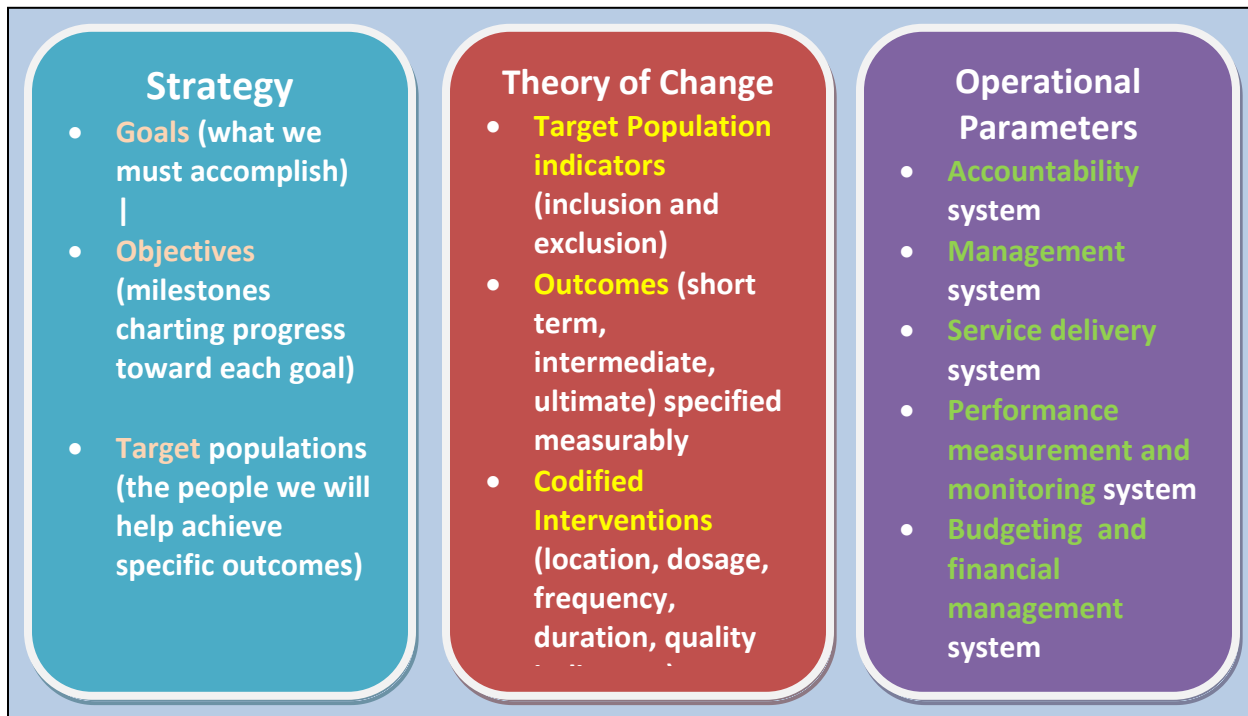 Strategy
• Goals (what we
must accomplish)
|
• Objectives
(milestones
charting progress
toward each goal)
• Target populations
(the people we will
help achieve
specific outcomes)
Theory of Change
• Target Population
indicators
(inclusion and
exclusion)
• Outcomes (short
term,
intermediate,
ultimate) specified
measurably
• Codified
Interventions
(location, dosage,
frequency,
duration, quality
Operational
Parameters
• Accountability
system
• Management
system
• Service delivery
system
• Performance
measurement and
monitoring system
• Budgeting and
financial
management
system